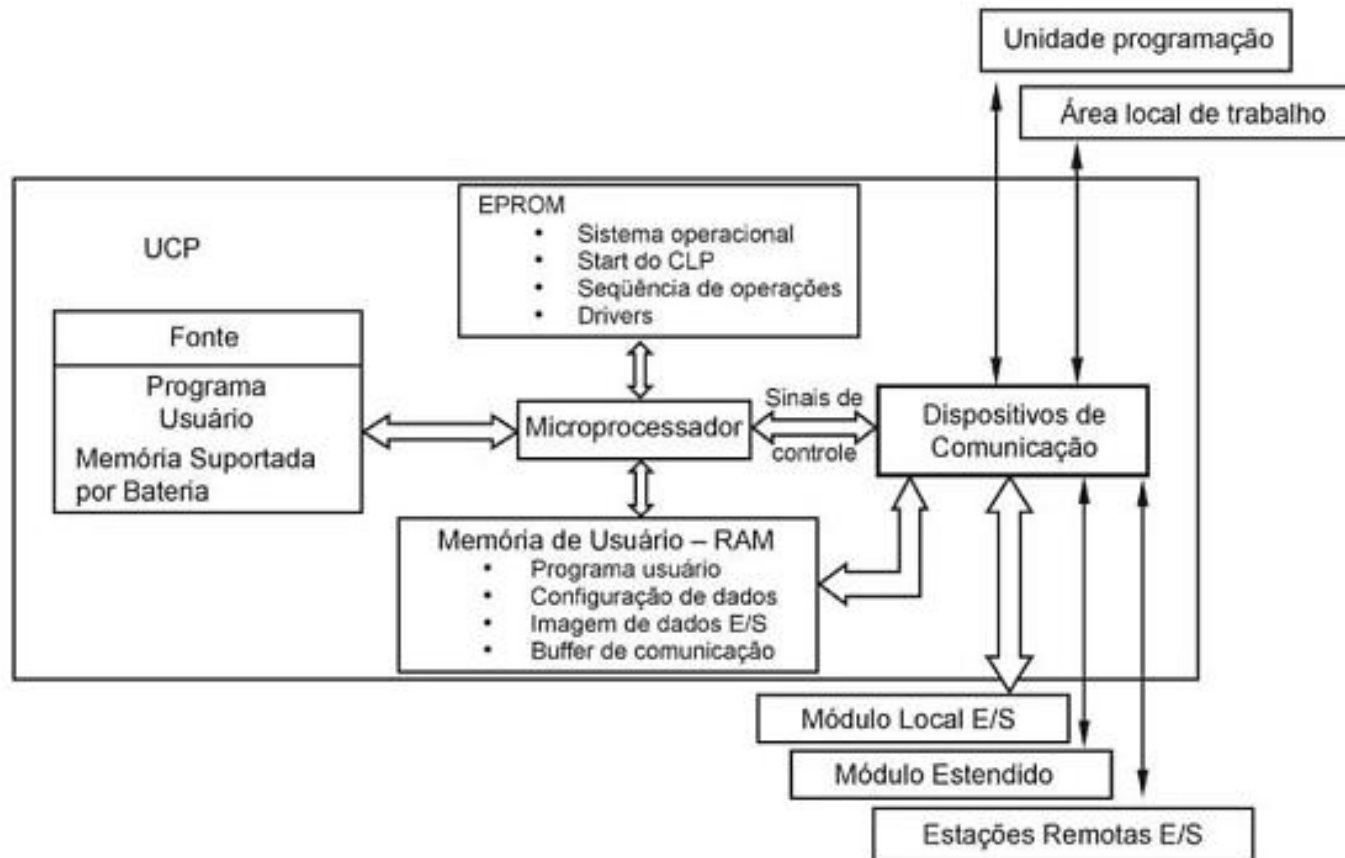 Unidade programação
Área local de trabalho
UCP
EPROM
• Sistema operacional
• Start do CLP
• Seqüência de operações
• Drivers
Fonte
Programa
Usuário
Memória Suportada
por Bateria
Microprocessador
Sinais de
controle
Dispositivos de
Comunicação
Memória de Usuário – RAM
• Programa usuário
• Configuração de dados
• Imagem de dados E/S
• Buffer de comunicação
Módulo Local E/S
Módulo Estendido
Estações Remotas E/S